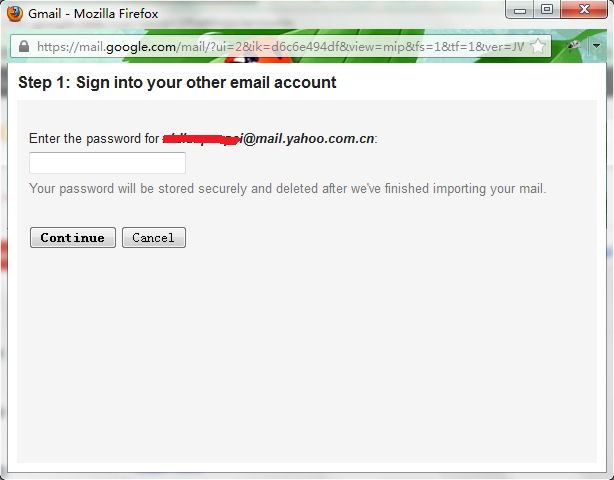 Gmail - Mozilla Firefox
https://mail.google.com/mail/?ui=2&ik=d6c6e494df&view=mip&fs=1&tf=1&ver=JV
Step 1: Sign into your other email account
Enter the password for @mail.yahoo.com.cn:
Your password will be stored securely and deleted after we've finished importing your mail.
Continue Cancel